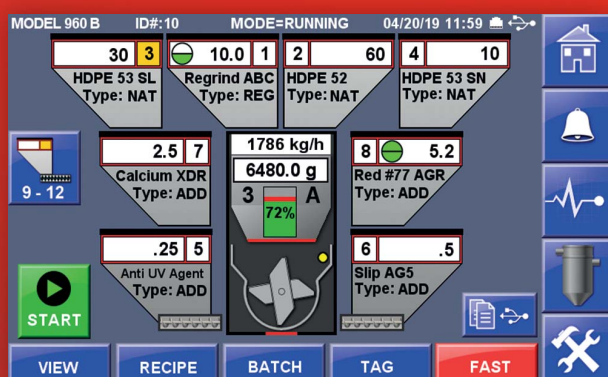 MODEL 960 B ID#:10 MODE=RUNNING 04/20/19 11:59
30 3
HDPE 53 SL
Type: NAT
10.0 1
Regrind ABC
Type: REG
2 60
HDPE 52
Type: NAT
4 10
HDPE 53 SN
Type: NAT
9 - 12
2.5 7
Calcium XDR
Type: ADD
1786 kg/h
6480.0 g
3 A
72%
8 5.2
Red #77 AGR
Type: ADD
.25 5
Anti UV Agent
Type: ADD
6 .5
Slip AG5
Type: ADD
START
VIEW RECIPE BATCH TAG FAST